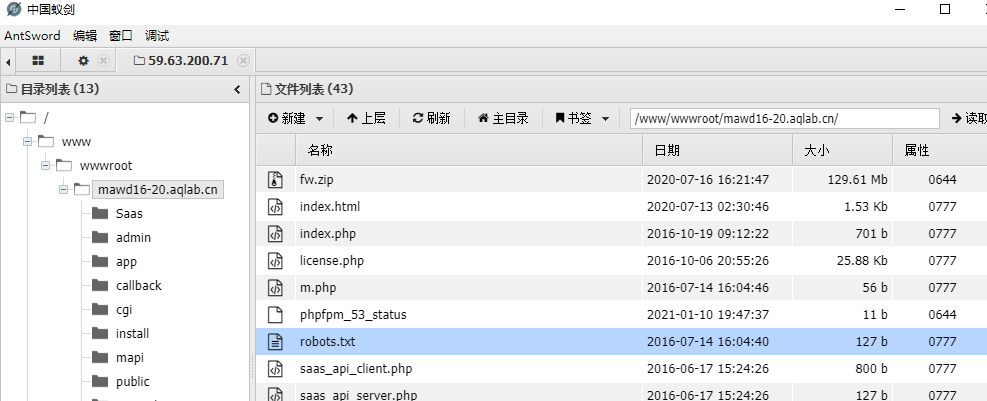 中国蚁剑
AntSword 编辑 窗口 调试
59.63.200.71
目录列表 (13)
文件列表 (43)
新建 上层 刷新 主目录 书签 /www/wwwroot/mawd16-20.aqlab.cn/ 读取
/
www
wwwroot
mawd16-20.aqlab.cn
Saas
admin
app
callback
cgi
install
mapi
public
名称 日期 大小 属性
fw.zip 2020-07-16 16:21:47 129.61 Mb 0644
index.html 2020-07-13 02:30:46 1.53 Kb 0777
index.php 2016-10-19 09:12:22 701 b 0777
license.php 2016-10-06 20:55:26 25.88 Kb 0777
m.php 2016-07-14 16:04:46 56 b 0777
phpfpm_53_status 2021-01-10 19:47:37 11 b 0644
robots.txt 2016-07-14 16:04:40 127 b 0777
saas_api_client.php 2016-06-17 15:24:26 800 b 0777
saas_api_server.php 2016-06-17 15:24:26 127 b 0777